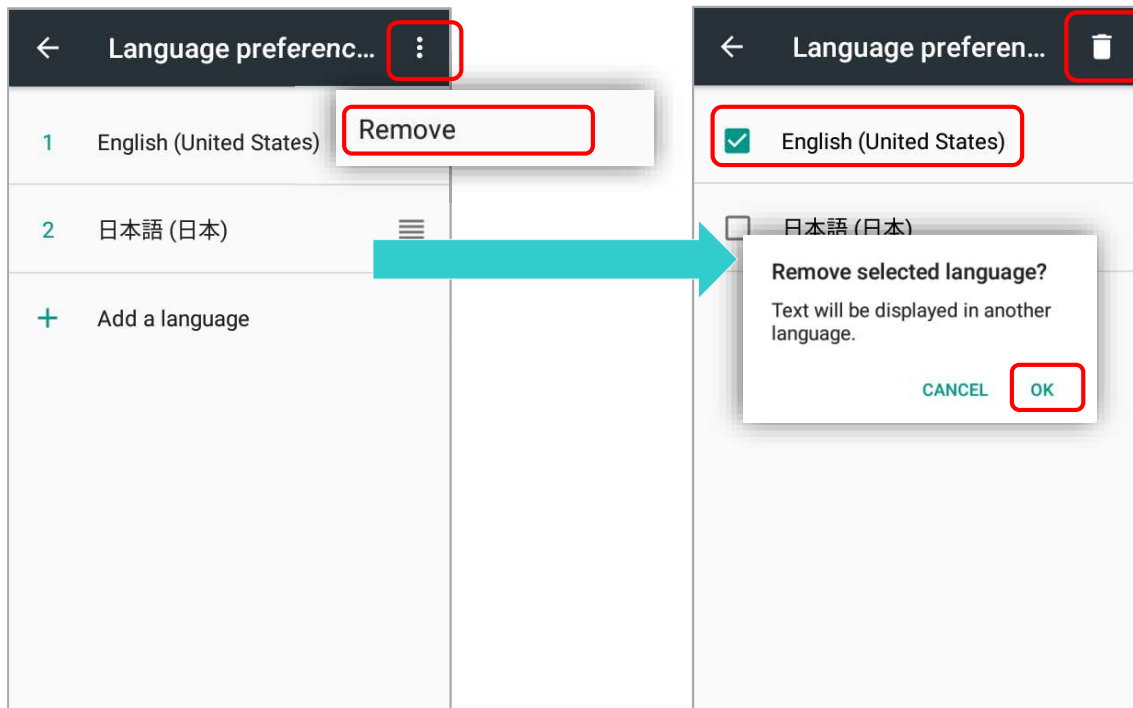 Language preferenc...
Remove
1 English (United States)
2 日本語 (日本)
+ Add a language
Language preferen...
English (United States)
日本語 (日本)
Remove selected language?
Text will be displayed in another
language.
CANCEL OK